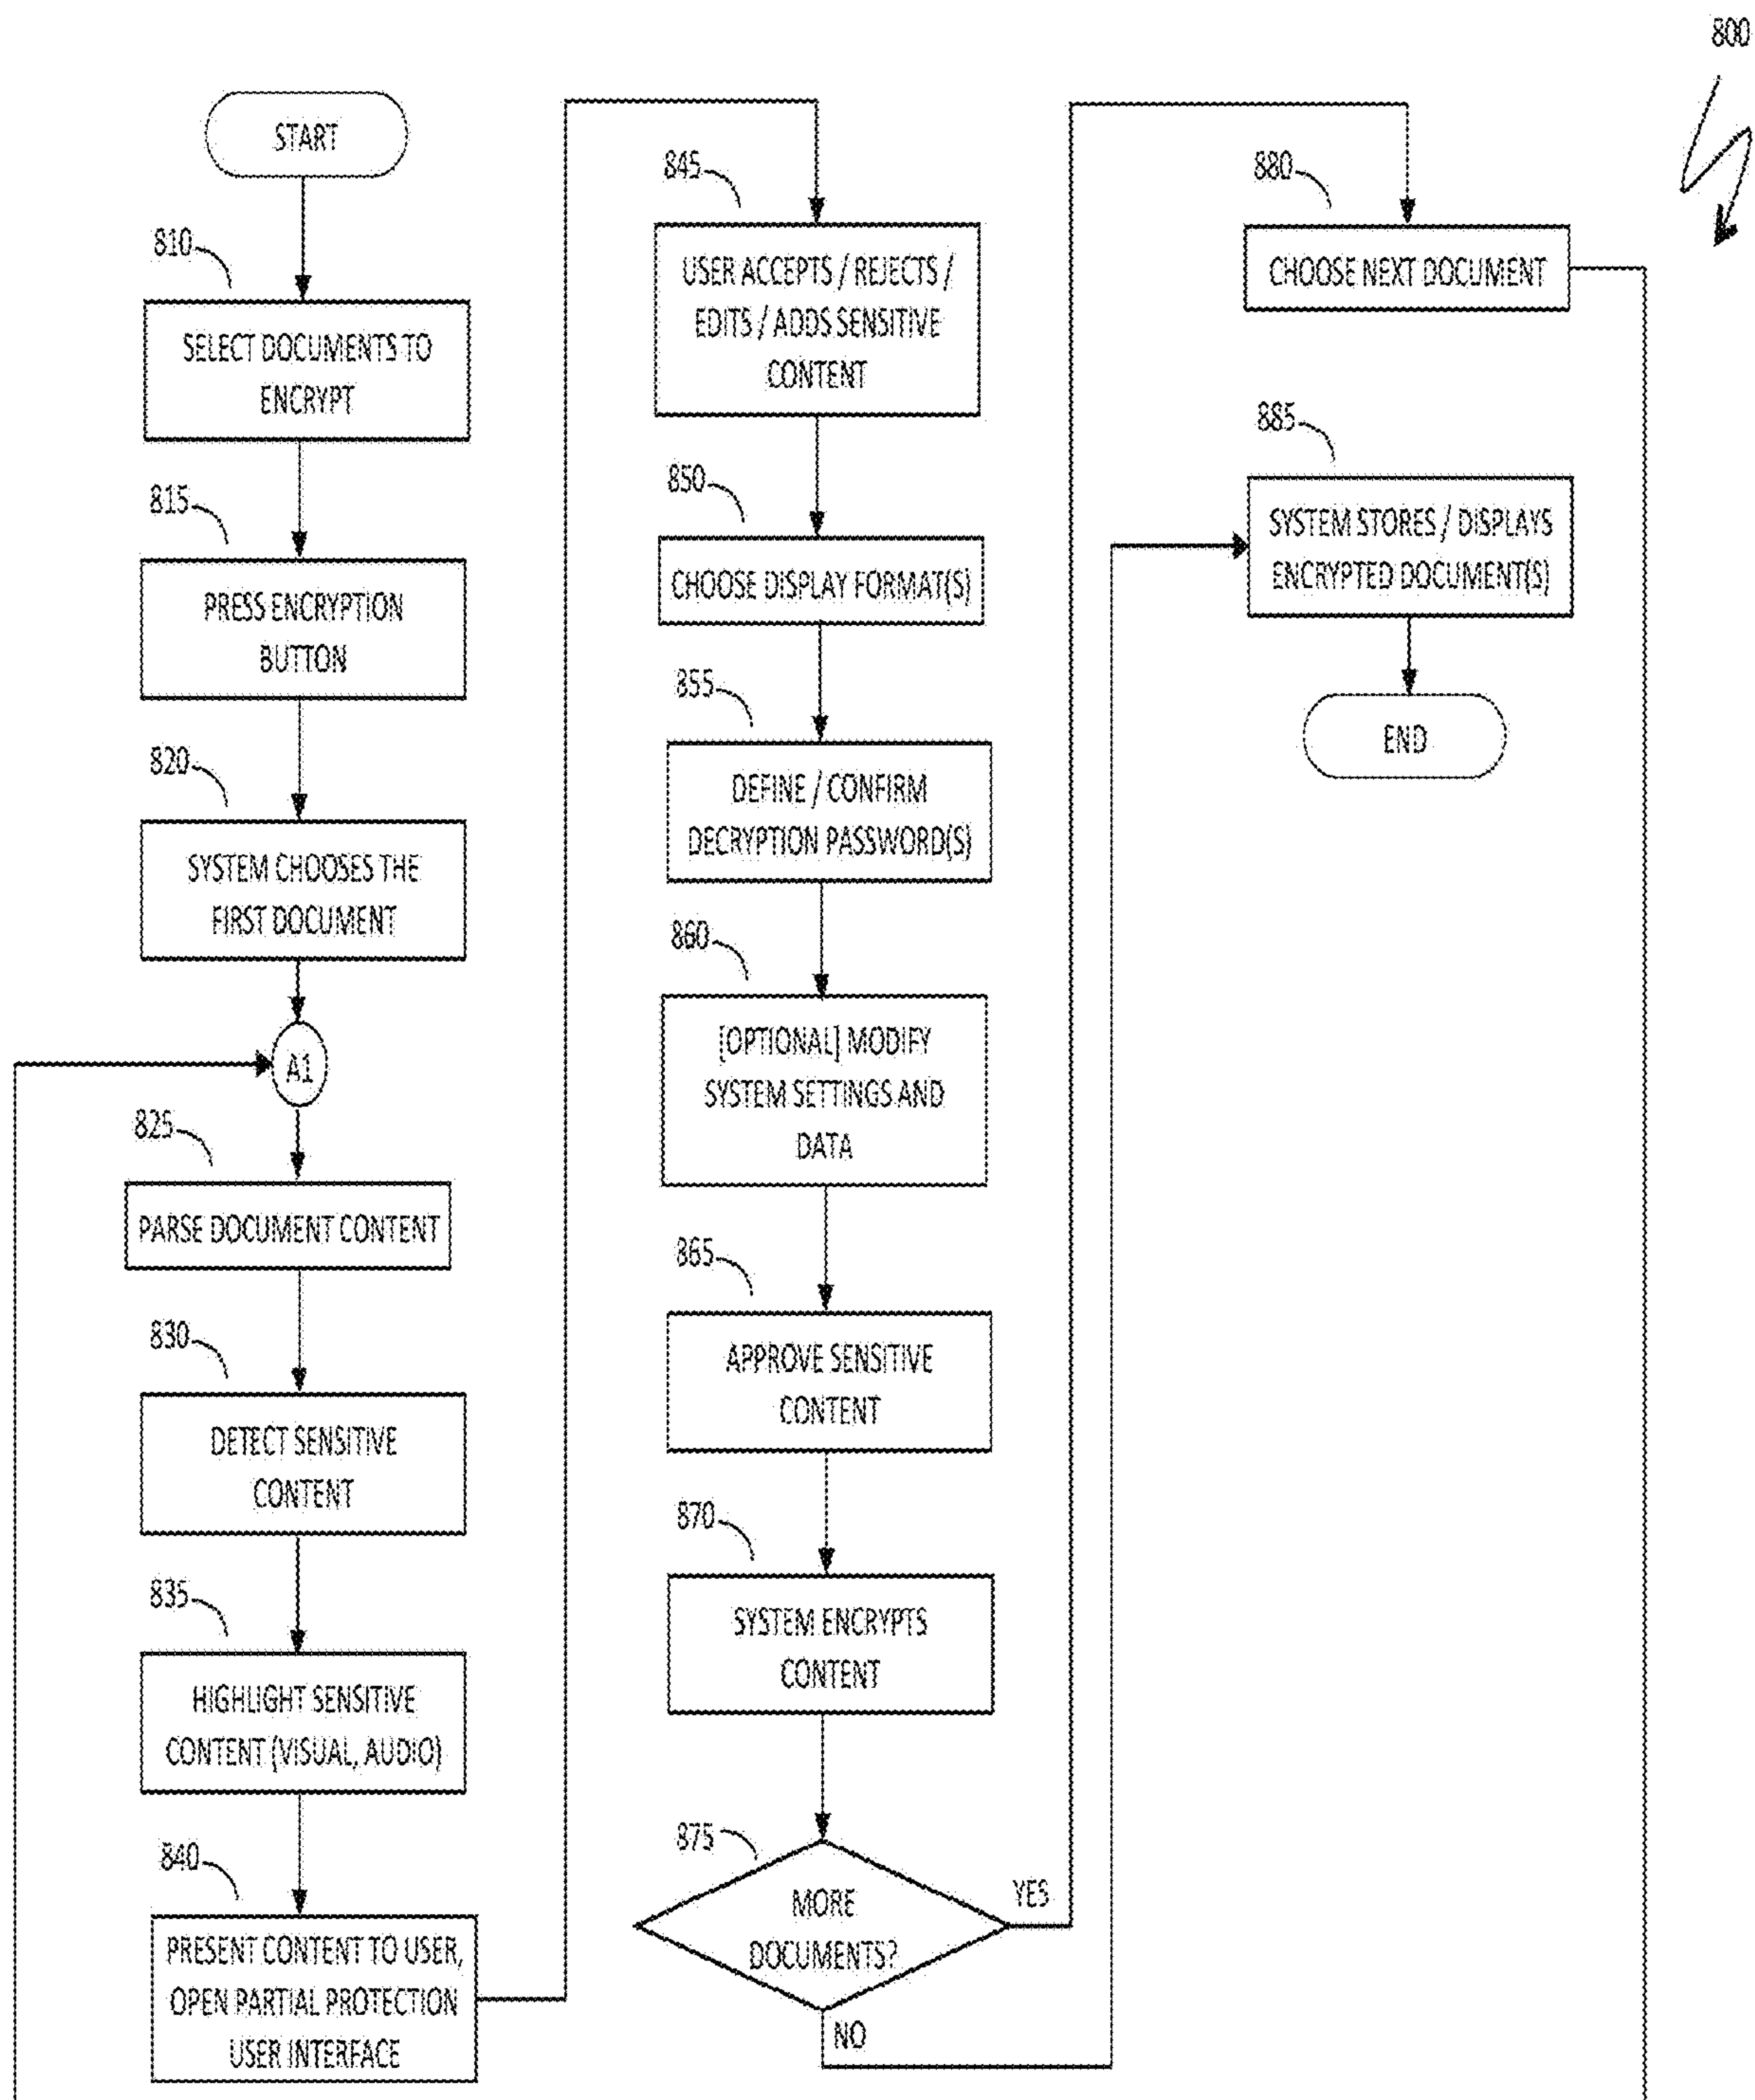 800
START
810
SELECT DOCUMENTS TO
ENCRYPT
815
PRESS ENCRYPTION
BUTTON
820
SYSTEM CHOOSES THE
FIRST DOCUMENT
A1
825
PARSE DOCUMENT CONTENT
830
DETECT SENSITIVE
CONTENT
835
HIGHLIGHT SENSITIVE
CONTENT (VISUAL, AUDIO)
840
PRESENT CONTENT TO USER,
OPEN PARTIAL PROTECTION
USER INTERFACE
845
USER ACCEPTS / REJECTS /
EDITS / ADDS SENSITIVE
CONTENT
850
CHOOSE DISPLAY FORMAT(S)
855
DEFINE / CONFIRM
DECRYPTION PASSWORD(S)
860
[OPTIONAL] MODIFY
SYSTEM SETTINGS AND
DATA
865
APPROVE SENSITIVE
CONTENT
870
SYSTEM ENCRYPTS
CONTENT
875
MORE
DOCUMENTS?
YES
NO
880
CHOOSE NEXT DOCUMENT
885
SYSTEM STORES / DISPLAYS
ENCRYPTED DOCUMENT(S)
END